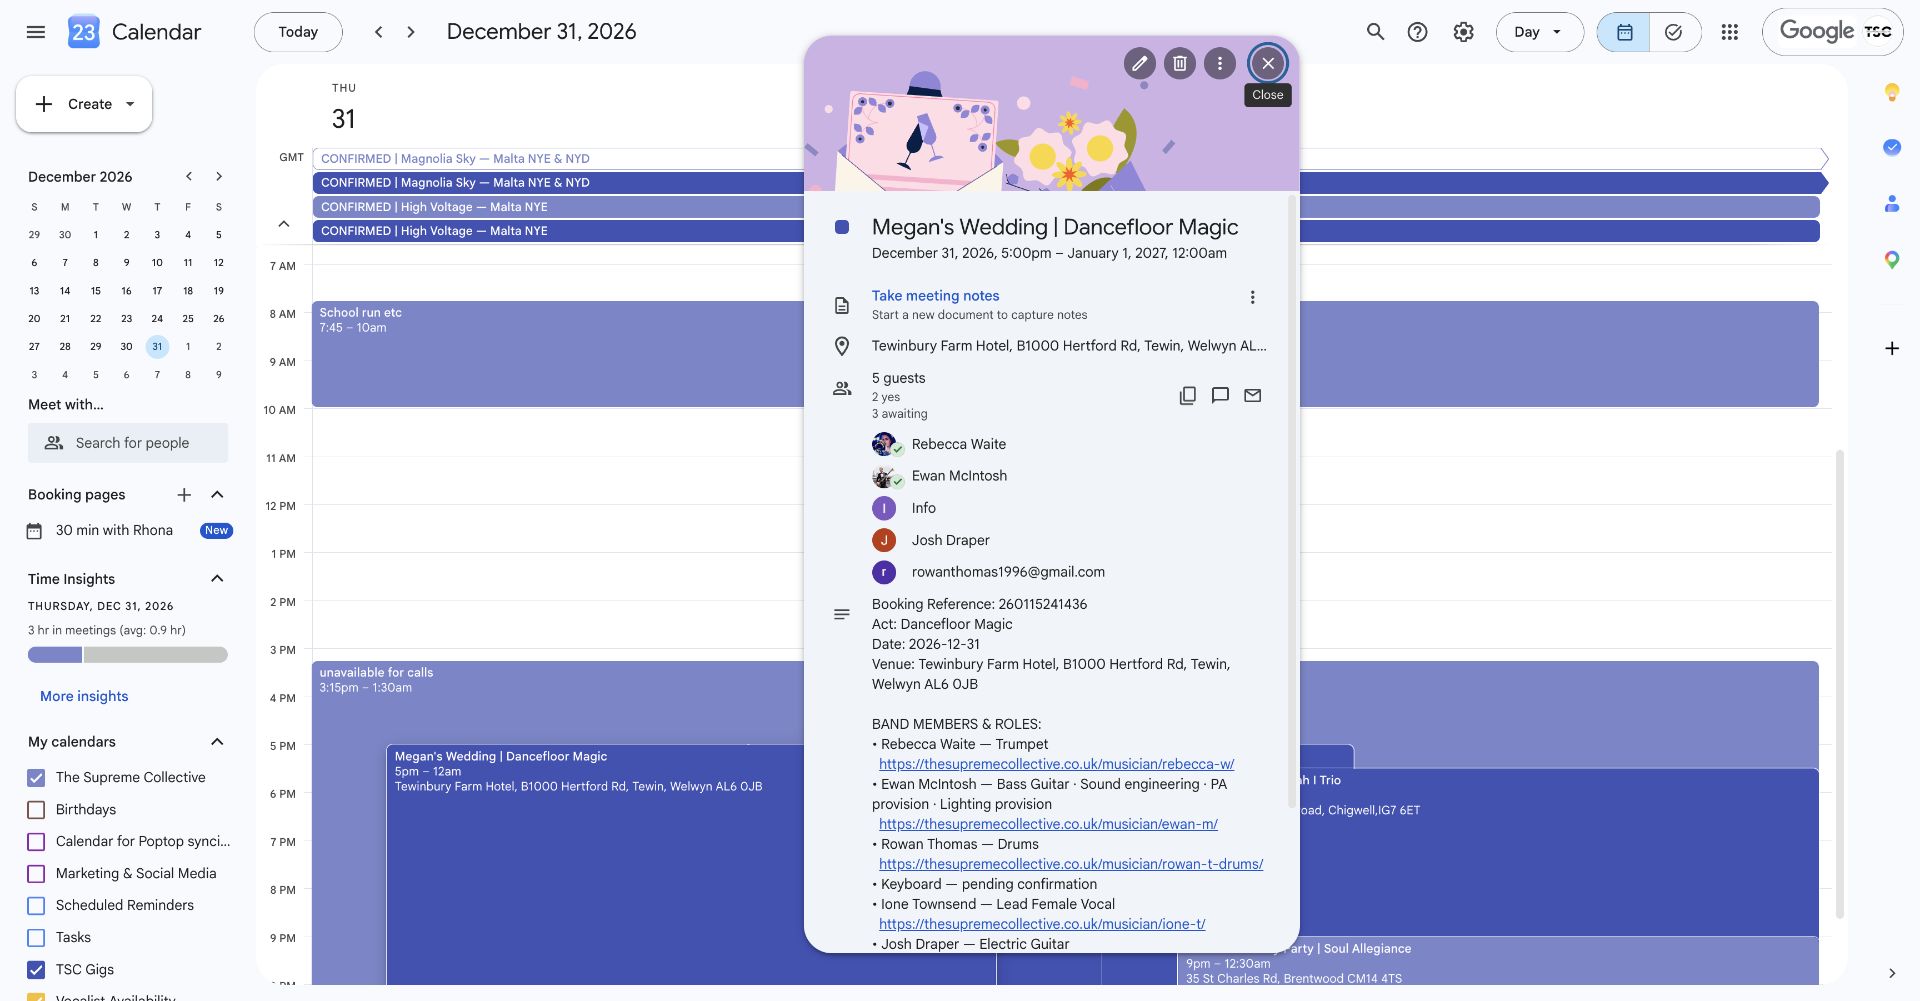 23 Calendar
Today
December 31, 2026
Day
Google TSC
Create
December 2026
S M T W T F S
29 30 1 2 3 4 5
6 7 8 9 10 11 12
13 14 15 16 17 18 19
20 21 22 23 24 25 26
27 28 29 30 31 1 2
3 4 5 6 7 8 9
Meet with...
Search for people
Booking pages
30 min with Rhona New
Time Insights
THURSDAY, DEC 31, 2026
3 hr in meetings (avg: 0.9 hr)
More insights
My calendars
The Supreme Collective
Birthdays
Calendar for Poptop synci...
Marketing & Social Media
Scheduled Reminders
Tasks
TSC Gigs
Vocalist Availability
THU
31
GMT
CONFIRMED | Magnolia Sky — Malta NYE & NYD
CONFIRMED | Magnolia Sky — Malta NYE & NYD
CONFIRMED | High Voltage — Malta NYE
CONFIRMED | High Voltage — Malta NYE
7 AM
8 AM
9 AM
10 AM
11 AM
12 PM
1 PM
2 PM
3 PM
4 PM
5 PM
6 PM
7 PM
8 PM
9 PM
School run etc
7:45 – 10am
unavailable for calls
3:15pm – 1:30am
Megan's Wedding | Dancefloor Magic
5pm – 12am
Tewinbury Farm Hotel, B1000 Hertford Rd, Tewin, Welwyn AL6 0JB
Close
Megan's Wedding | Dancefloor Magic
December 31, 2026, 5:00pm – January 1, 2027, 12:00am
Take meeting notes
Start a new document to capture notes
Tewinbury Farm Hotel, B1000 Hertford Rd, Tewin, Welwyn AL...
5 guests
2 yes
3 awaiting
Rebecca Waite
Ewan McIntosh
I Info
J Josh Draper
r rowanthomas1996@gmail.com
Booking Reference: 260115241436
Act: Dancefloor Magic
Date: 2026-12-31
Venue: Tewinbury Farm Hotel, B1000 Hertford Rd, Tewin,
Welwyn AL6 0JB
BAND MEMBERS & ROLES:
• Rebecca Waite — Trumpet
https://thesupremecollective.co.uk/musician/rebecca-w/
• Ewan McIntosh — Bass Guitar · Sound engineering · PA
provision · Lighting provision
https://thesupremecollective.co.uk/musician/ewan-m/
• Rowan Thomas — Drums
https://thesupremecollective.co.uk/musician/rowan-t-drums/
• Keyboard — pending confirmation
• Ione Townsend — Lead Female Vocal
https://thesupremecollective.co.uk/musician/ione-t/
• Josh Draper — Electric Guitar
ah I Trio
oad, Chigwell,IG7 6ET
arty | Soul Allegiance
9pm – 12:30am
35 St Charles Rd, Brentwood CM14 4TS